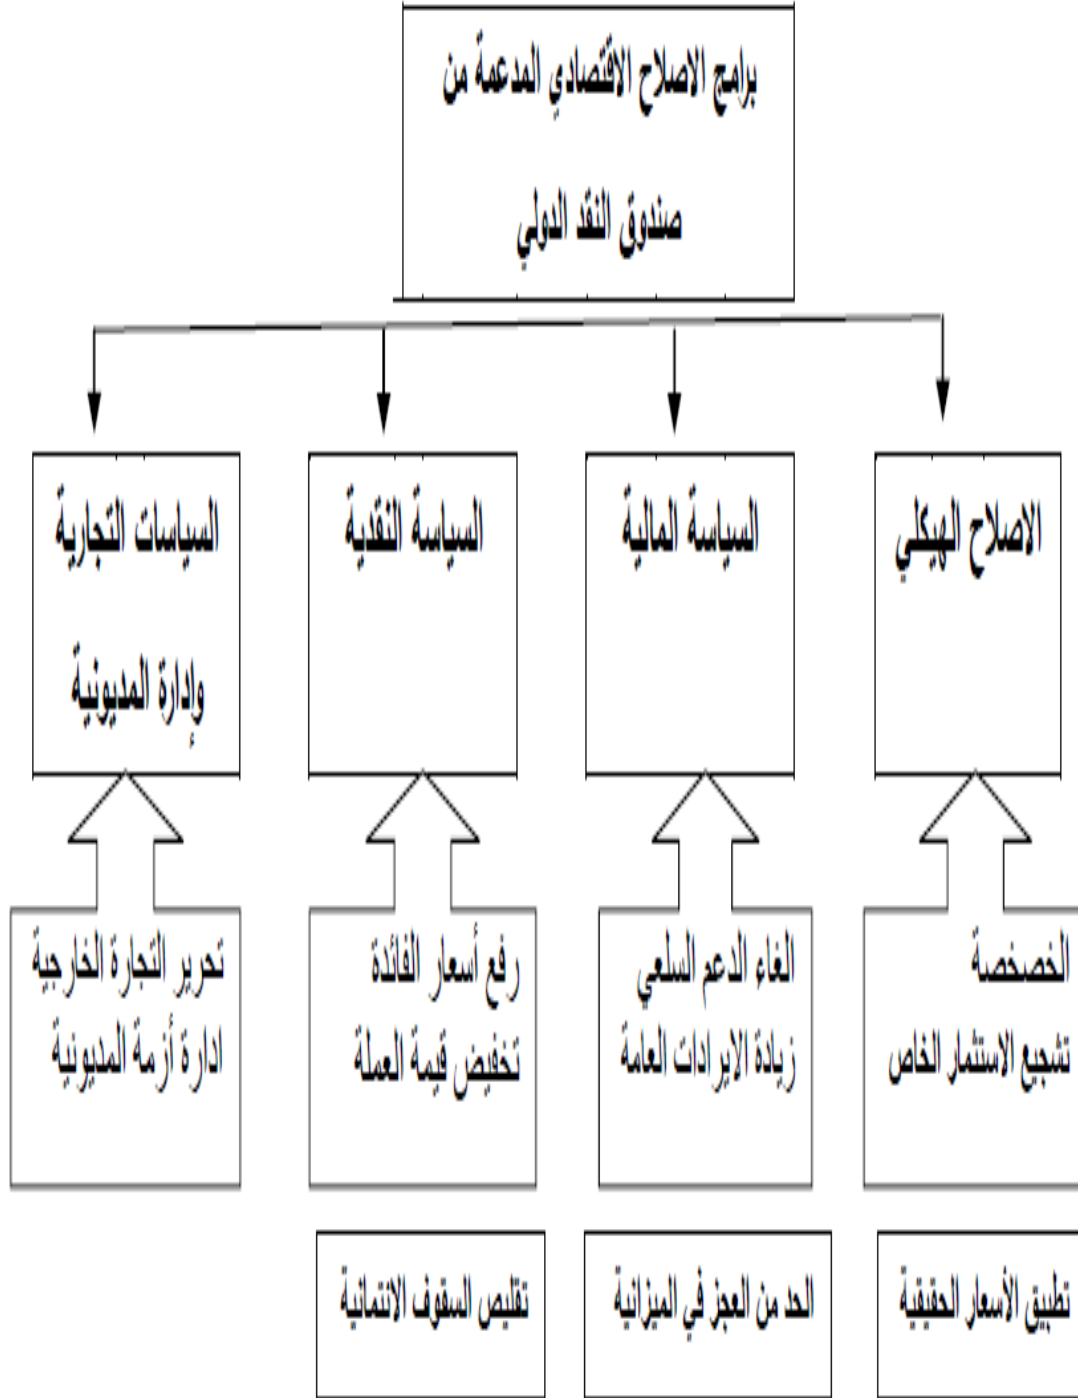 برامج الاصلاح الاقتصادي المدعمة من
صندوق النقد الدولي
الاصلاح الهيكلي
السياسة المالية
السياسة النقدية
السياسات التجارية
وإدارة المديونية
الخصخصة
تشجيع الاستثمار الخاص
الغاء الدعم السلعي
زيادة الايرادات العامة
رفع أسعار الفائدة
تخفيض قيمة العملة
تحرير التجارة الخارجية
ادارة أزمة المديونية
تطبيق الأسعار الحقيقية
الحد من العجز في الميزانية
تقليص السقوف الائتمانية